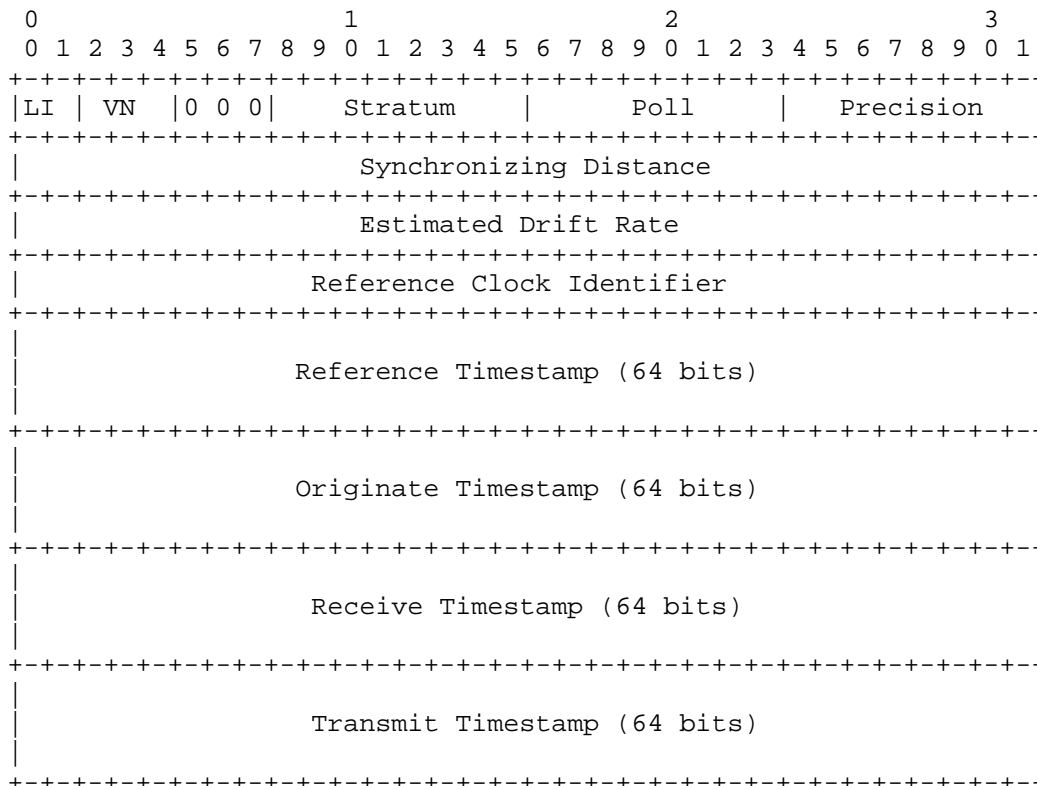 0                   1                   2                   3
 0 1 2 3 4 5 6 7 8 9 0 1 2 3 4 5 6 7 8 9 0 1 2 3 4 5 6 7 8 9 0 1
+-+-+-+-+-+-+-+-+-+-+-+-+-+-+-+-+-+-+-+-+-+-+-+-+-+-+-+-+-+-+-+-
|LI | VN  |0 0 0|    Stratum    |      Poll     |   Precision
+-+-+-+-+-+-+-+-+-+-+-+-+-+-+-+-+-+-+-+-+-+-+-+-+-+-+-+-+-+-+-+-
|                     Synchronizing Distance
+-+-+-+-+-+-+-+-+-+-+-+-+-+-+-+-+-+-+-+-+-+-+-+-+-+-+-+-+-+-+-+-
|                     Estimated Drift Rate
+-+-+-+-+-+-+-+-+-+-+-+-+-+-+-+-+-+-+-+-+-+-+-+-+-+-+-+-+-+-+-+-
|                  Reference Clock Identifier
+-+-+-+-+-+-+-+-+-+-+-+-+-+-+-+-+-+-+-+-+-+-+-+-+-+-+-+-+-+-+-+-
|
|                 Reference Timestamp (64 bits)
|
+-+-+-+-+-+-+-+-+-+-+-+-+-+-+-+-+-+-+-+-+-+-+-+-+-+-+-+-+-+-+-+-
|
|                 Originate Timestamp (64 bits)
|
+-+-+-+-+-+-+-+-+-+-+-+-+-+-+-+-+-+-+-+-+-+-+-+-+-+-+-+-+-+-+-+-
|
|                  Receive Timestamp (64 bits)
|
+-+-+-+-+-+-+-+-+-+-+-+-+-+-+-+-+-+-+-+-+-+-+-+-+-+-+-+-+-+-+-+-
|
|                  Transmit Timestamp (64 bits)
|
+-+-+-+-+-+-+-+-+-+-+-+-+-+-+-+-+-+-+-+-+-+-+-+-+-+-+-+-+-+-+-+-